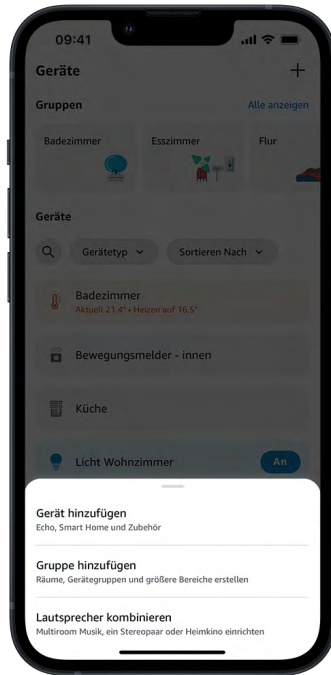 09:41
Geräte
Gruppen
Alle anzeigen
Badezimmer
Esszimmer
Flur
Geräte
Gerätetyp
Sortieren Nach
Badezimmer
Aktuell 21.4° • Heizen auf 16.5°
Bewegungsmelder - innen
Küche
Licht Wohnzimmer
An
Gerät hinzufügen
Echo, Smart Home und Zubehör
Gruppe hinzufügen
Räume, Gerätegruppen und größere Bereiche erstellen
Lautsprecher kombinieren
Multiroom Musik, ein Stereopaar oder Heimkino einrichten